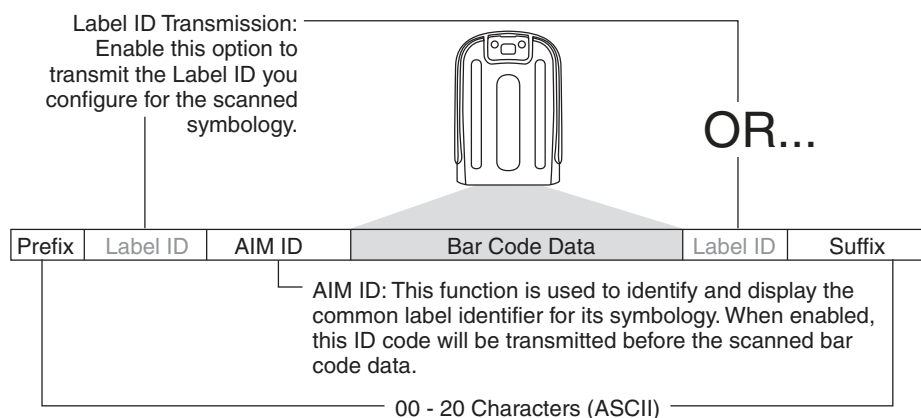 Label ID Transmission:
Enable this option to
transmit the Label ID you
configure for the scanned
symbology.
OR...
Prefix Label ID AIM ID Bar Code Data Label ID Suffix
AIM ID: This function is used to identify and display the
common label identifier for its symbology. When enabled,
this ID code will be transmitted before the scanned bar
code data.
00 - 20 Characters (ASCII)